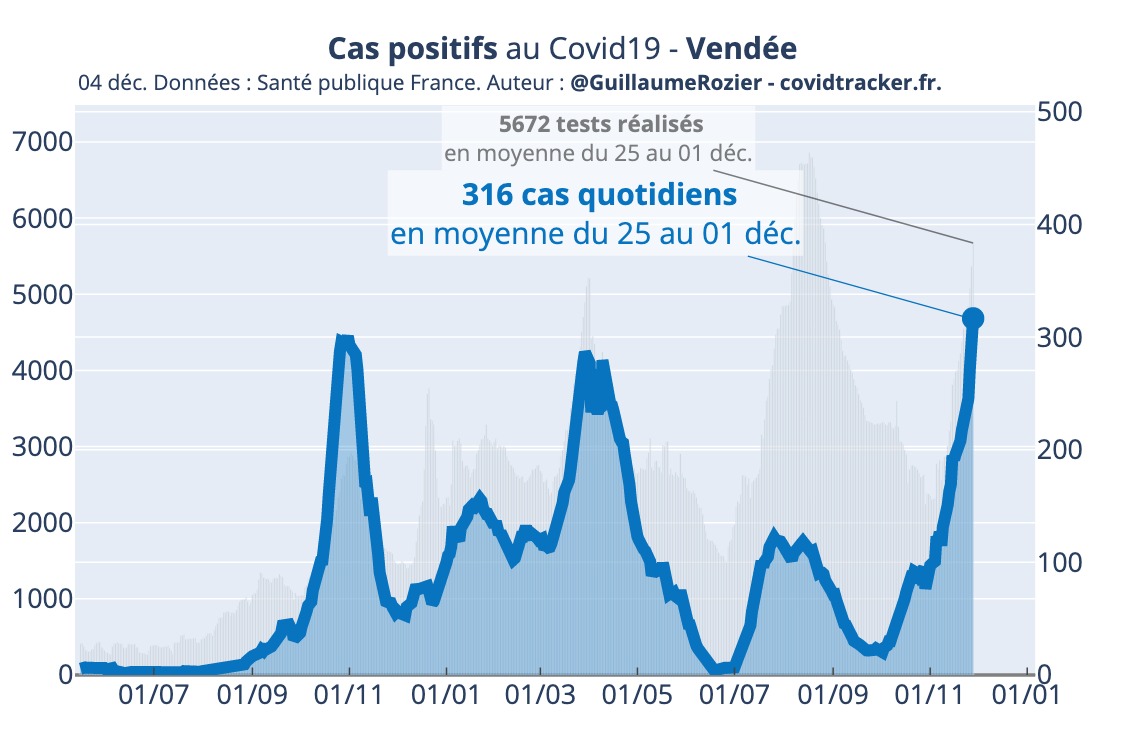 Cas positifs au Covid19 - Vendée
04 déc. Données : Santé publique France. Auteur : @GuillaumeRozier - covidtracker.fr.
5672 tests réalisés
en moyenne du 25 au 01 déc.
316 cas quotidiens
en moyenne du 25 au 01 déc.
7000
6000
5000
4000
3000
2000
1000
0
500
400
300
200
100
0
01/07 01/09 01/11 01/01 01/03 01/05 01/07 01/09 01/11 01/01